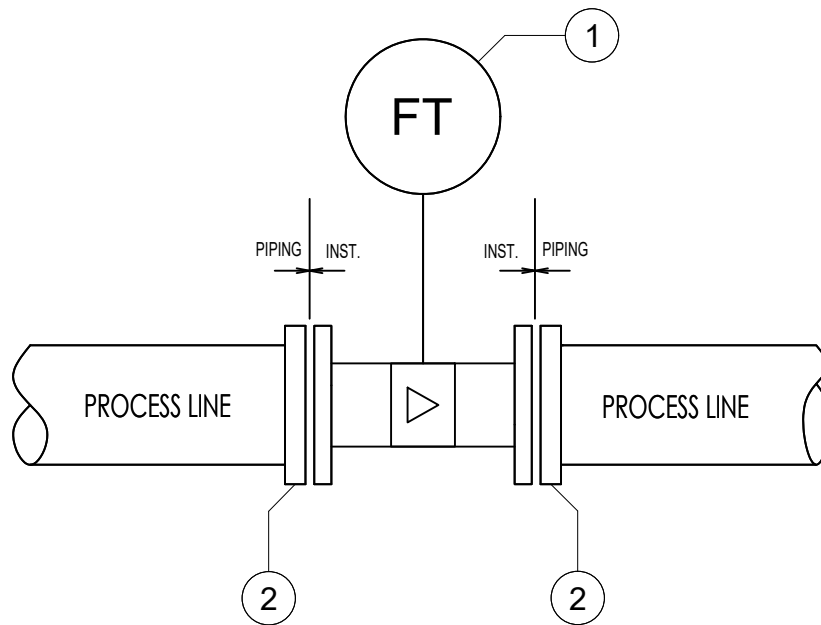 1
FT
PIPING INST. INST. PIPING
PROCESS LINE PROCESS LINE
2 2